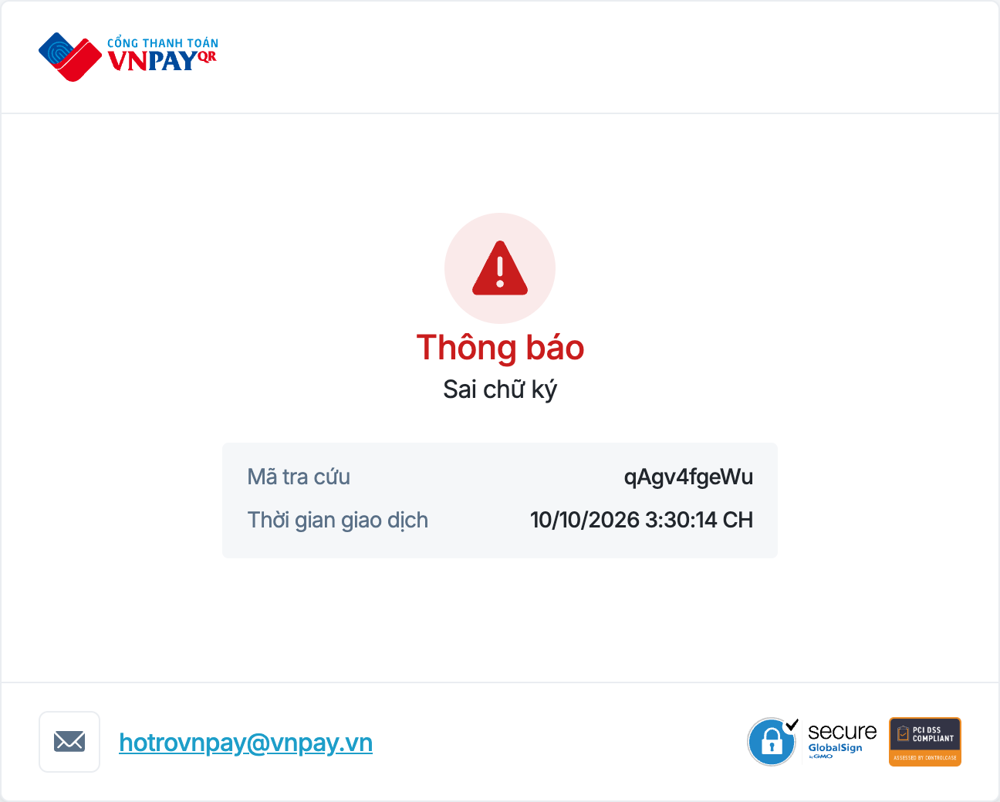 CỔNG THANH TOÁN
VNPAYQR
Thông báo
Sai chữ ký
Mã tra cứu qAgv4fgeWu
Thời gian giao dịch 10/10/2026 3:30:14 CH
hotrovnpay@vnpay.vn
secure
GlobalSign
by GMO
PCI DSS
COMPLIANT
ASSESSED BY CONTROLCASE